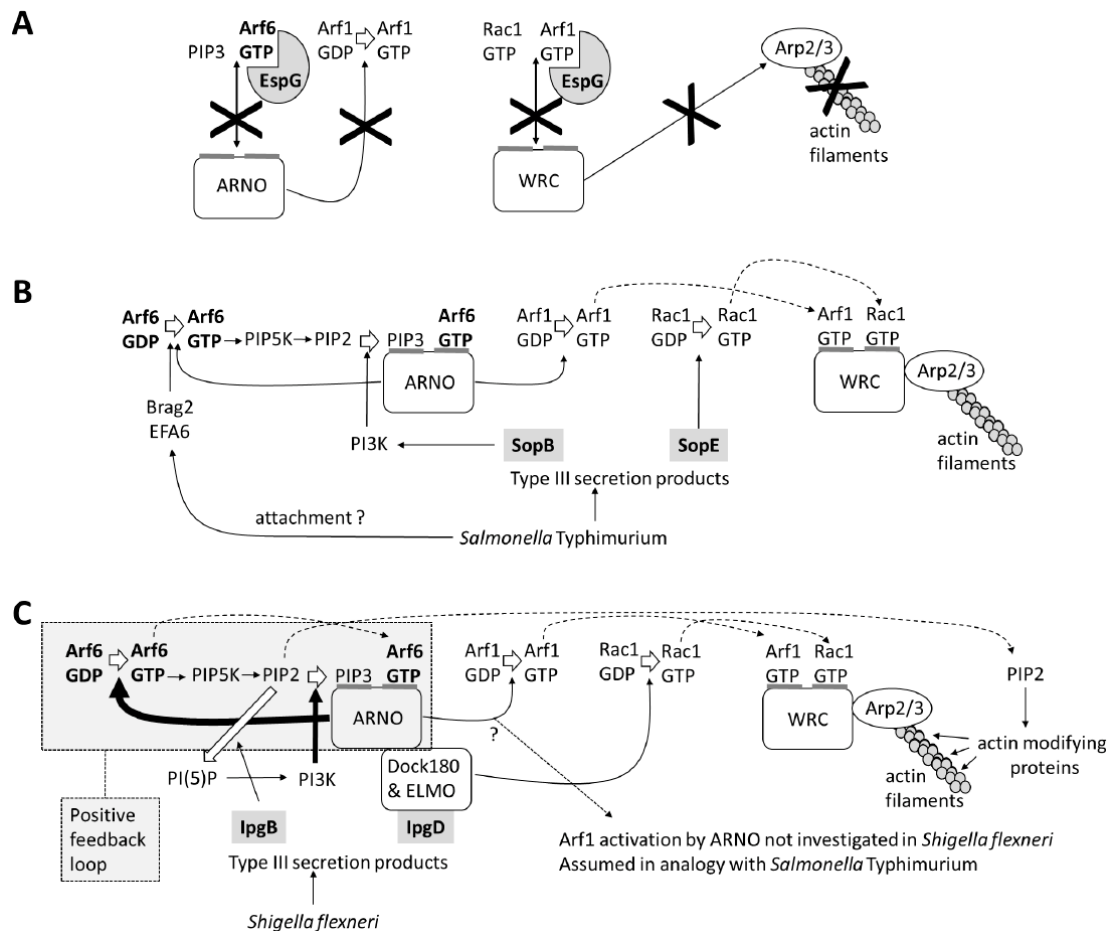 A
Arf6 Arf1 Arf1
PIP3 GTP GDP GTP
EspG
ARNO
Rac1 Arf1
GTP GTP
EspG
WRC
Arp2/3
actin
filaments
B
Arf6 Arf6
GDP GTP PIP5K PIP2 PIP3
Arf6
GTP
ARNO
Arf1 Arf1
GDP GTP
Rac1 Rac1
GDP GTP
Arf1 Rac1
GTP GTP
WRC
Arp2/3
actin
filaments
Brag2
EFA6
PI3K
SopB
SopE
Type III secretion products
attachment ?
Salmonella Typhimurium
C
Arf6 Arf6
GDP GTP PIP5K PIP2 PIP3
Arf6
GTP
ARNO
Arf1 Arf1
GDP GTP
Rac1 Rac1
GDP GTP
Arf1 Rac1
GTP GTP
WRC
Arp2/3
PIP2
actin modifying
proteins
actin
filaments
?
PI(5)P
PI3K
Dock180
& ELMO
IpgB
IpgD
Positive
feedback
loop
Type III secretion products
Arf1 activation by ARNO not investigated in Shigella flexneri
Assumed in analogy with Salmonella Typhimurium
Shigella flexneri